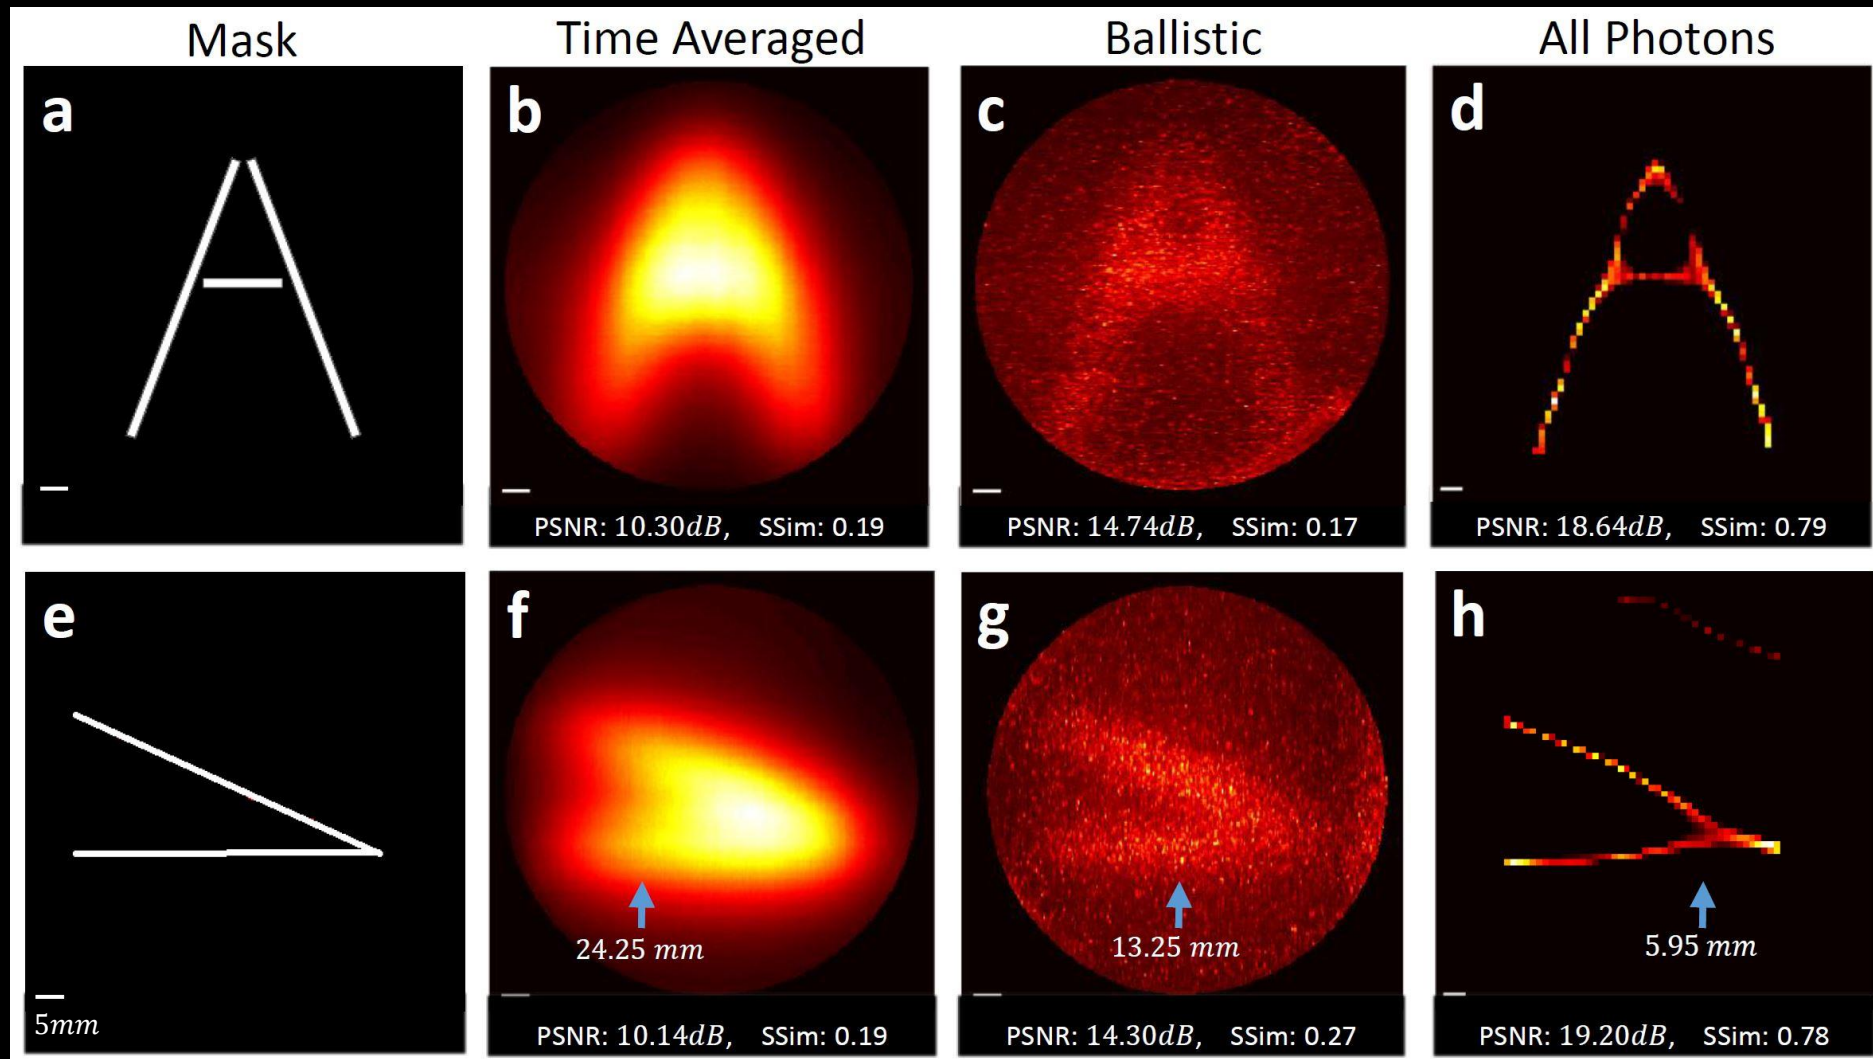 Mask
Time Averaged
Ballistic
All Photons
a
b
c
d
PSNR: 10.30dB, SSim: 0.19
PSNR: 14.74dB, SSim: 0.17
PSNR: 18.64dB, SSim: 0.79
e
f
g
h
24.25 mm
13.25 mm
5.95 mm
5mm
PSNR: 10.14dB, SSim: 0.19
PSNR: 14.30dB, SSim: 0.27
PSNR: 19.20dB, SSim: 0.78